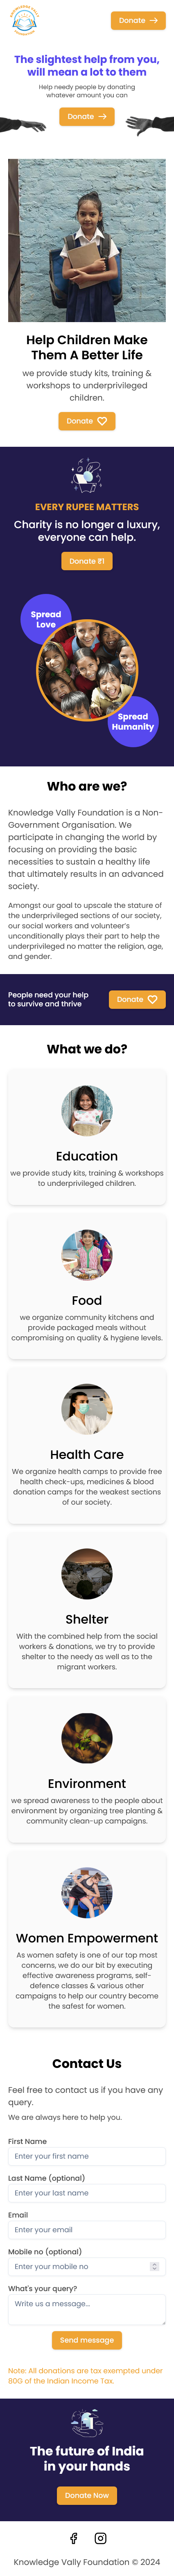 KNOWLEDGE VALLY
Donate
The slightest help from you,
will mean a lot to them
Help needy people by donating
whatever amount you can
Donate
Help Children Make
Them A Better Life
we provide study kits, training &
workshops to underprivileged
children.
Donate
EVERY RUPEE MATTERS
Charity is no longer a luxury,
everyone can help.
Donate ₹1
Spread
Love
Spread
Humanity
Who are we?
Knowledge Vally Foundation is a Non-
Government Organisation. We
participate in changing the world by
focusing on providing the basic
necessities to sustain a healthy life
that ultimately results in an advanced
society.
Amongst our goal to upscale the stature of
the underprivileged sections of our society,
our social workers and volunteer's
unconditionally plays their part to help the
underprivileged no matter the religion, age,
and gender.
People need your help
to survive and thrive
Donate
What we do?
Education
we provide study kits, training & workshops
to underprivileged children.
Food
we organize community kitchens and
provide packaged meals without
compromising on quality & hygiene levels.
Health Care
We organize health camps to provide free
health check-ups, medicines & blood
donation camps for the weakest sections
of our society.
Shelter
With the combined help from the social
workers & donations, we try to provide
shelter to the needy as well as to the
migrant workers.
Environment
we spread awareness to the people about
environment by organizing tree planting &
community clean-up campaigns.
Women Empowerment
As women safety is one of our top most
concerns, we do our bit by executing
effective awareness programs, self-
defence classes & various other
campaigns to help our country become
the safest for women.
Contact Us
Feel free to contact us if you have any
query.
We are always here to help you.
First Name
Enter your first name
Last Name (optional)
Enter your last name
Email
Enter your email
Mobile no (optional)
Enter your mobile no
What's your query?
Write us a message...
Send message
Note: All donations are tax exempted under
80G of the Indian Income Tax.
The future of India
in your hands
Donate Now
Knowledge Vally Foundation © 2024